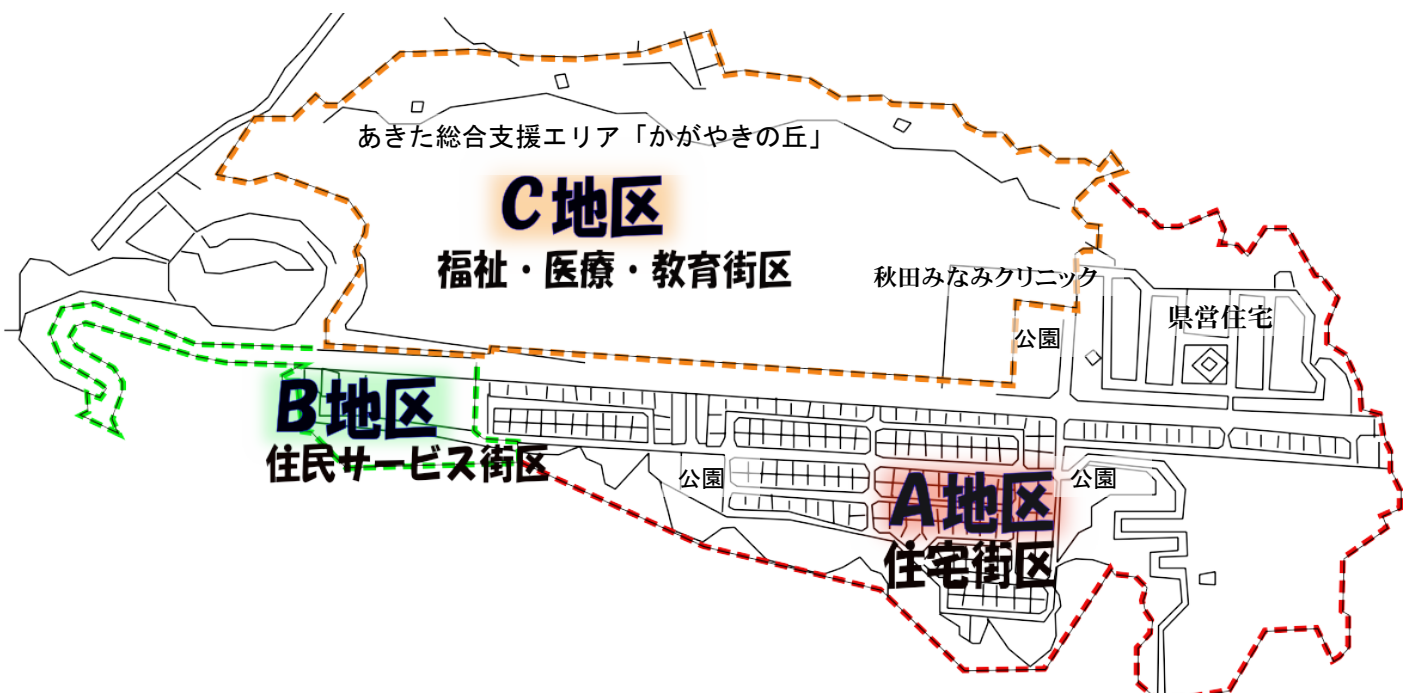 あきた総合支援エリア「かがやきの丘」
C地区
福祉・医療・教育街区
秋田みなみクリニック
県営住宅
公園
B地区
住民サービス街区
公園
A地区
公園
住宅街区